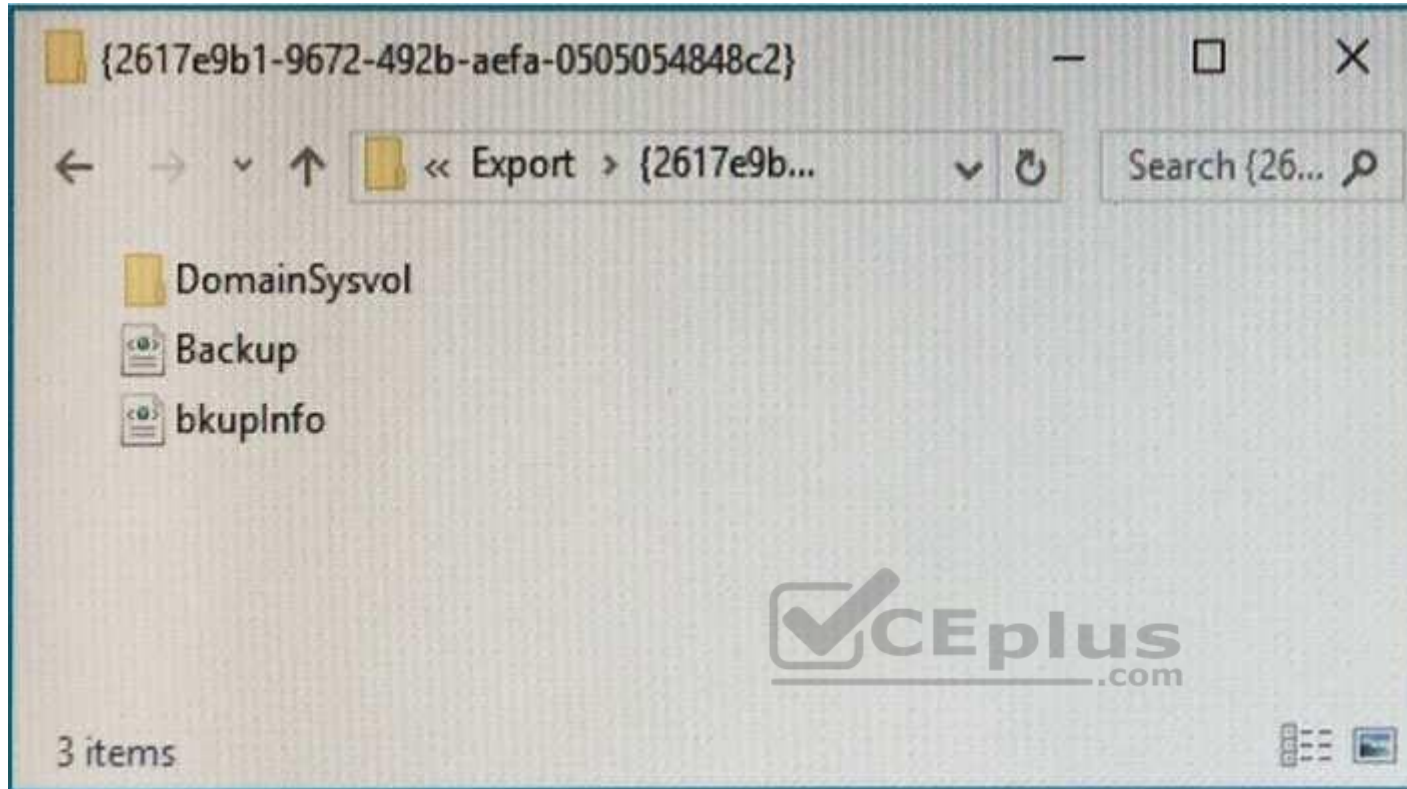 {2617e9b1-9672-492b-aefa-0505054848c2}
« Export > {2617e9b... Search {26...
DomainSysvol
Backup
bkupInfo
CEplus
.com
3 items